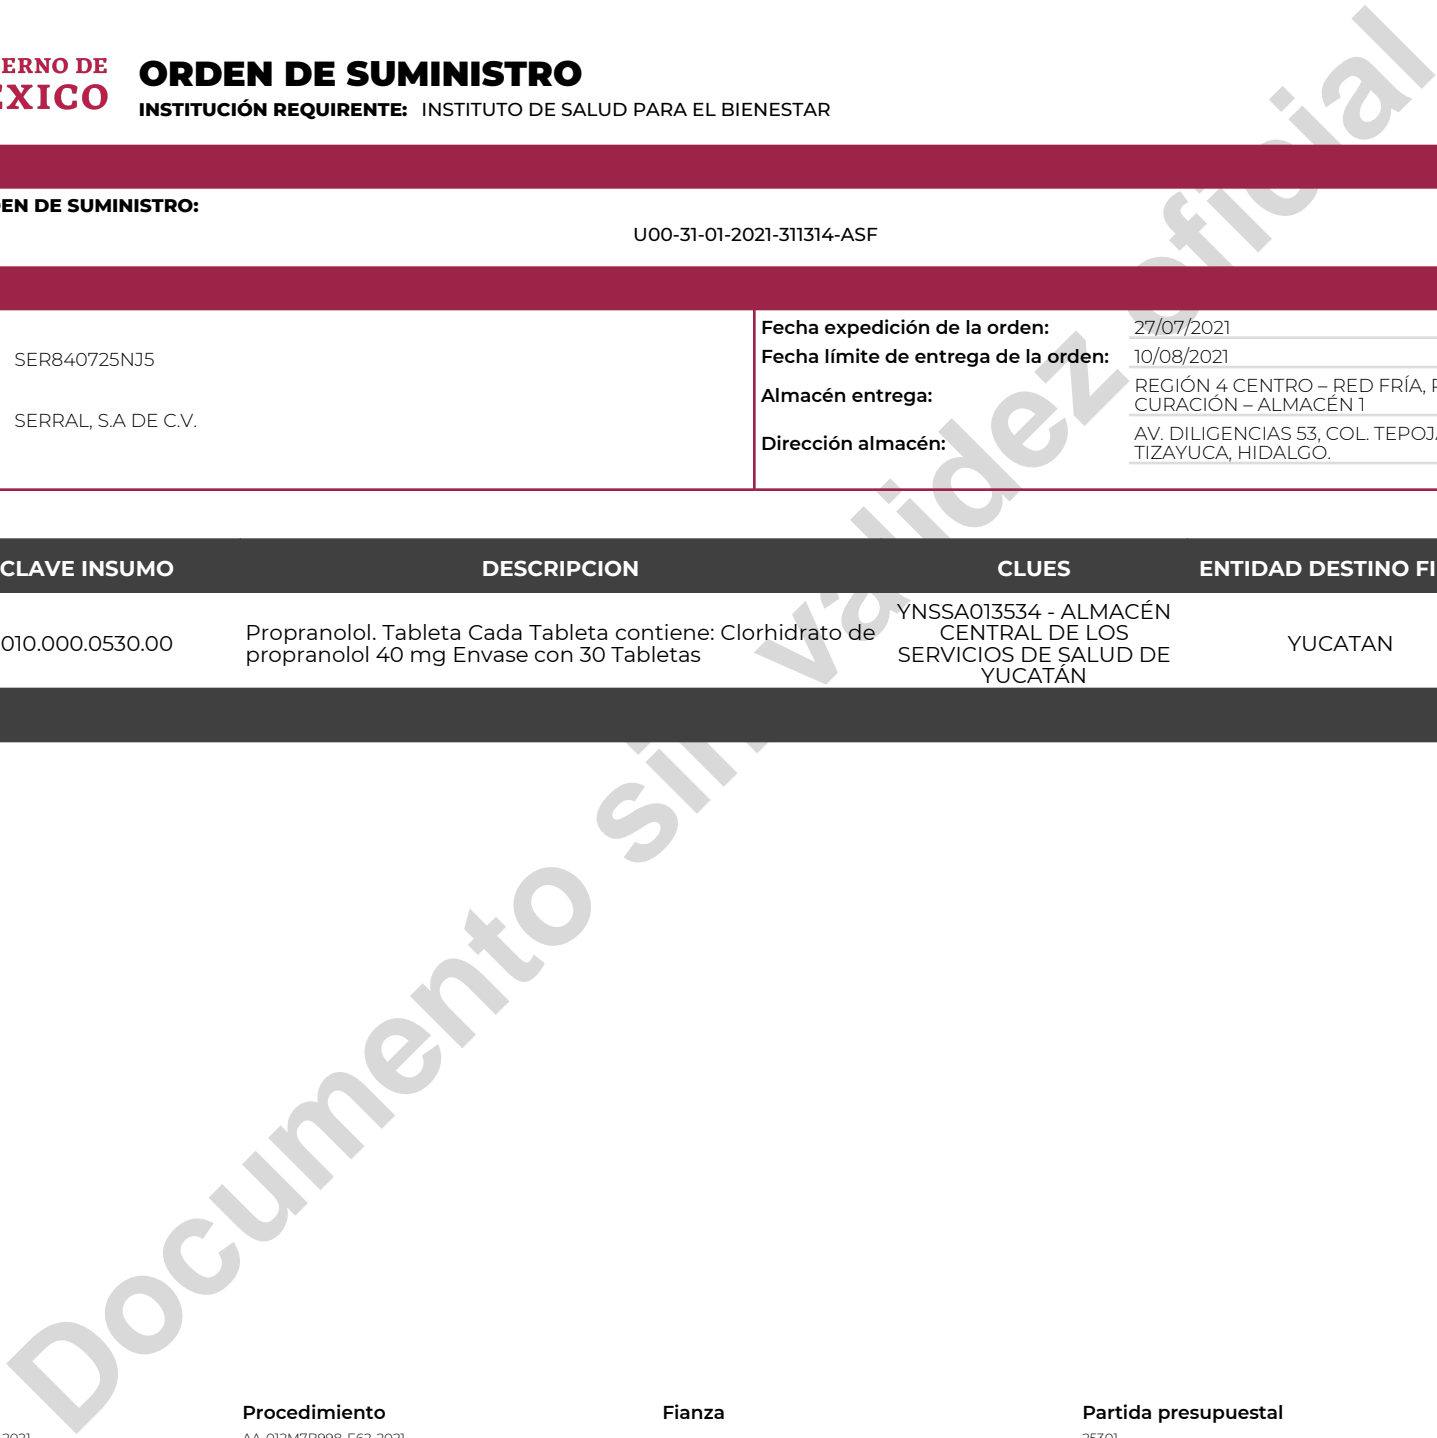 ERNO DE
EXICO
ORDEN DE SUMINISTRO
INSTITUCIÓN REQUIRENTE: INSTITUTO DE SALUD PARA EL BIENESTAR
EN DE SUMINISTRO:
U00-31-01-2021-311314-ASF
SER840725NJ5
SERRAL, S.A DE C.V.
Fecha expedición de la orden: 27/07/2021
Fecha límite de entrega de la orden: 10/08/2021
Almacén entrega: REGIÓN 4 CENTRO – RED FRÍA,
CURACIÓN – ALMACÉN 1
Dirección almacén: AV. DILIGENCIAS 53, COL. TEPOJ
TIZAYUCA, HIDALGO.
CLAVE INSUMO DESCRIPCION CLUES ENTIDAD DESTINO FI
010.000.0530.00
Propranolol. Tableta Cada Tableta contiene: Clorhidrato de
propranolol 40 mg Envase con 30 Tabletas
YNSSA013534 - ALMACÉN
CENTRAL DE LOS
SERVICIOS DE SALUD DE
YUCATÁN
YUCATAN
Documento sin validez oficial
Procedimiento Fianza Partida presupuestal